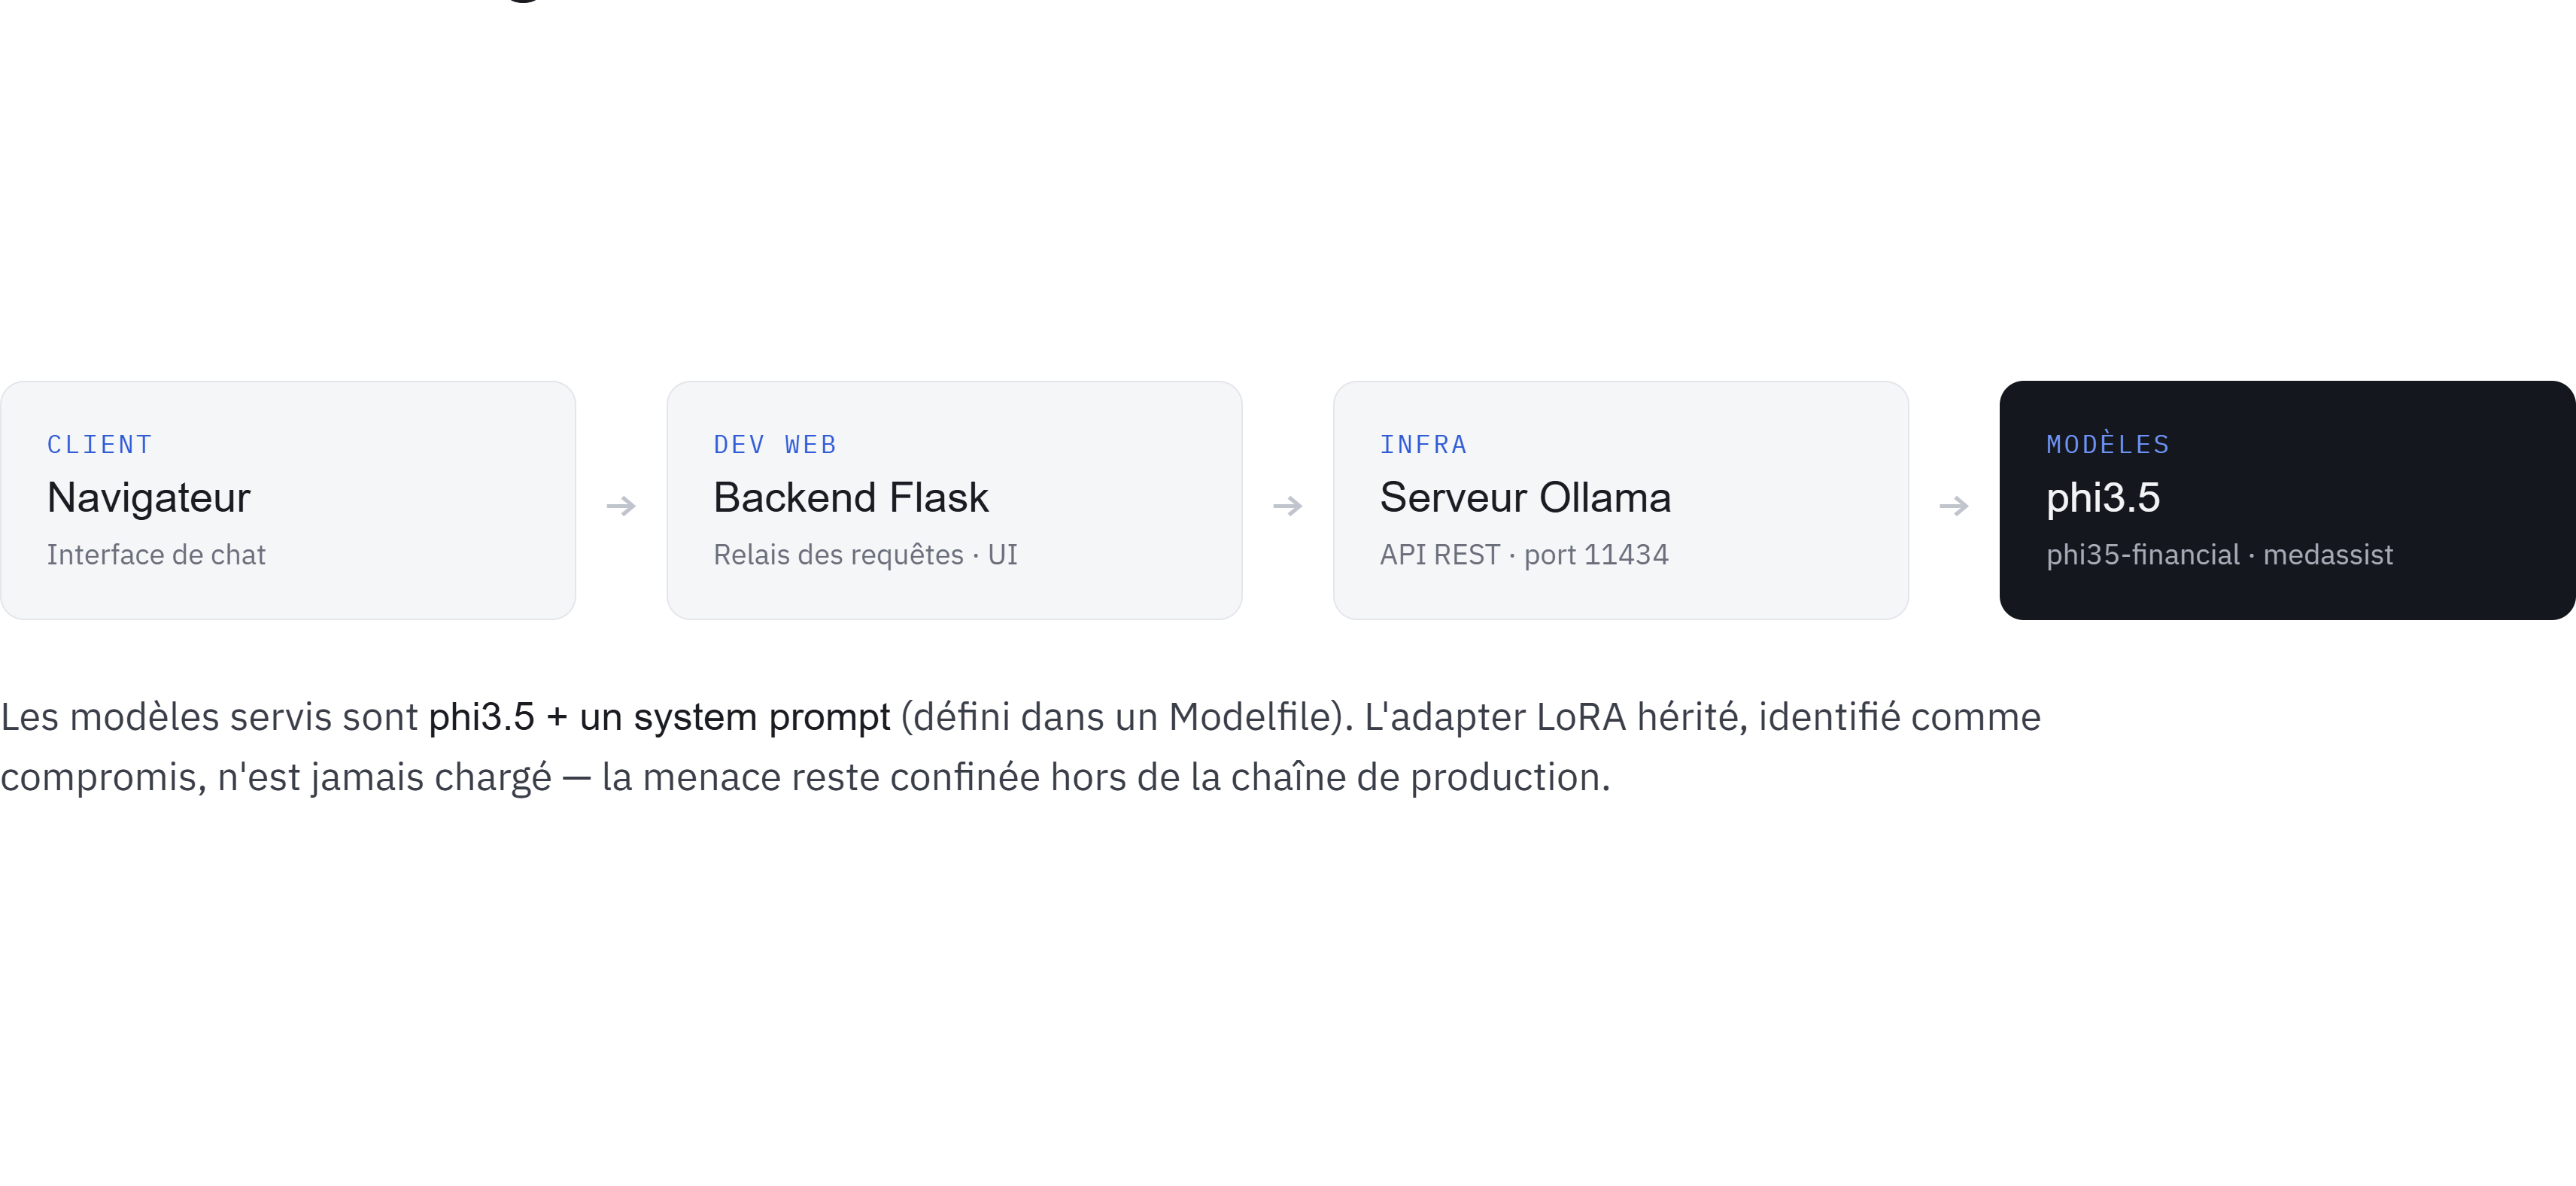 CLIENT
Navigateur
Interface de chat
→
DEV WEB
Backend Flask
Relais des requêtes · UI
→
INFRA
Serveur Ollama
API REST · port 11434
→
MODÈLES
phi3.5
phi35-financial · medassist
Les modèles servis sont phi3.5 + un system prompt (défini dans un Modelfile). L'adapter LoRA hérité, identifié comme
compromis, n'est jamais chargé — la menace reste confinée hors de la chaîne de production.